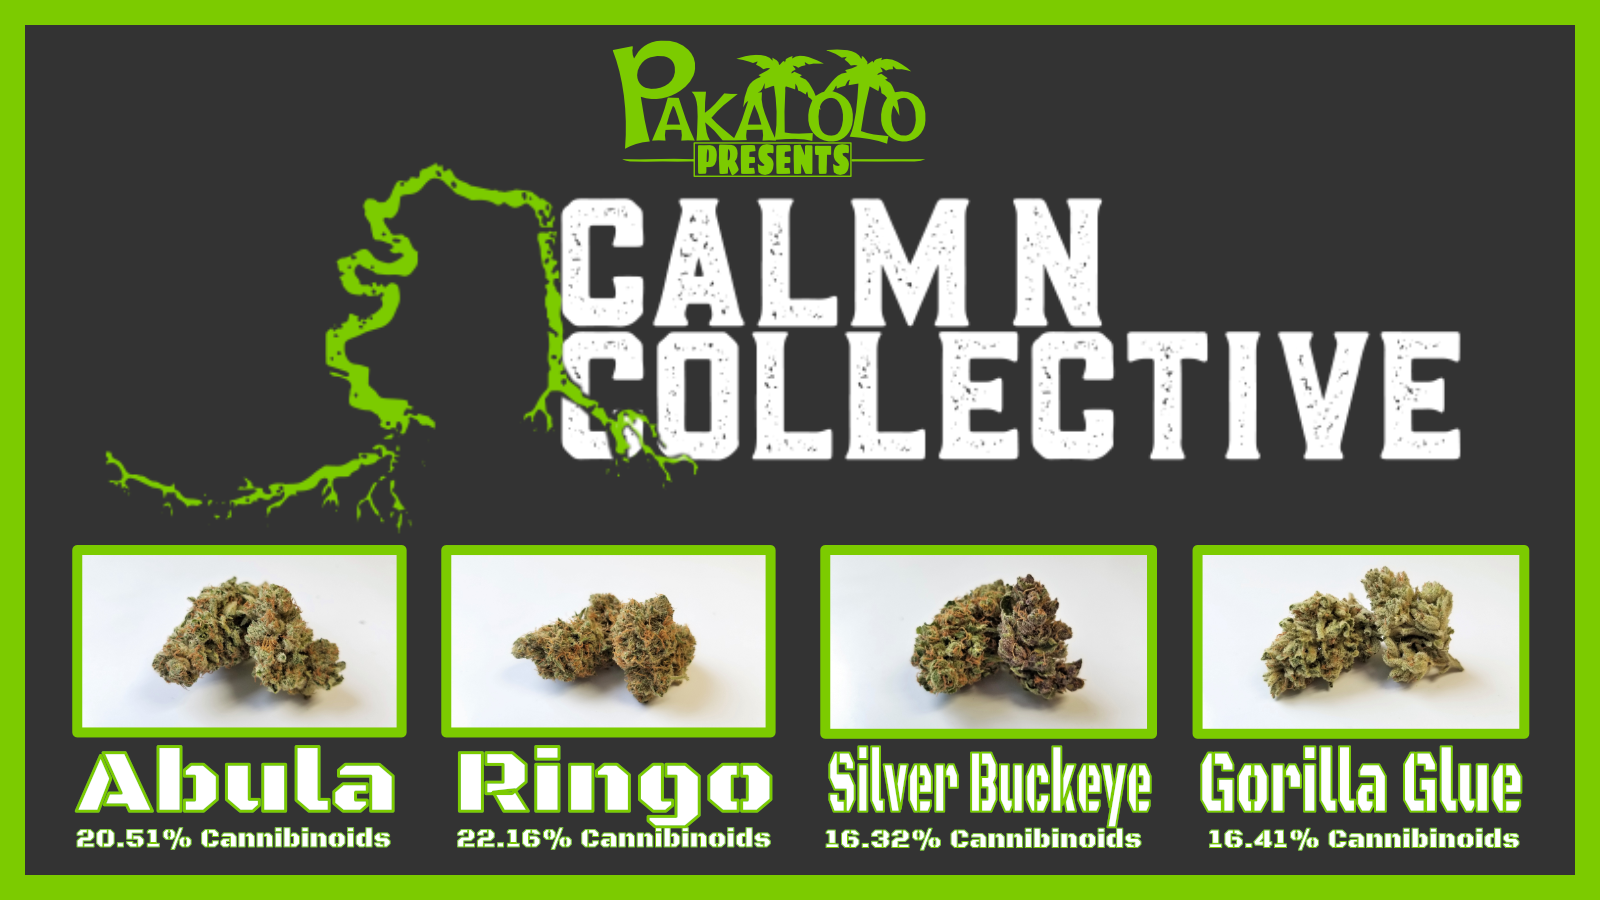 PAKALOLO
PRESENTS
CALM N
COLLECTIVE
Abula
20.51% Cannibinoids
Ringo
22.16% Cannibinoids
Silver Buckeye
16.32% Cannibinoids
Gorilla Glue
16.41% Cannibinoids